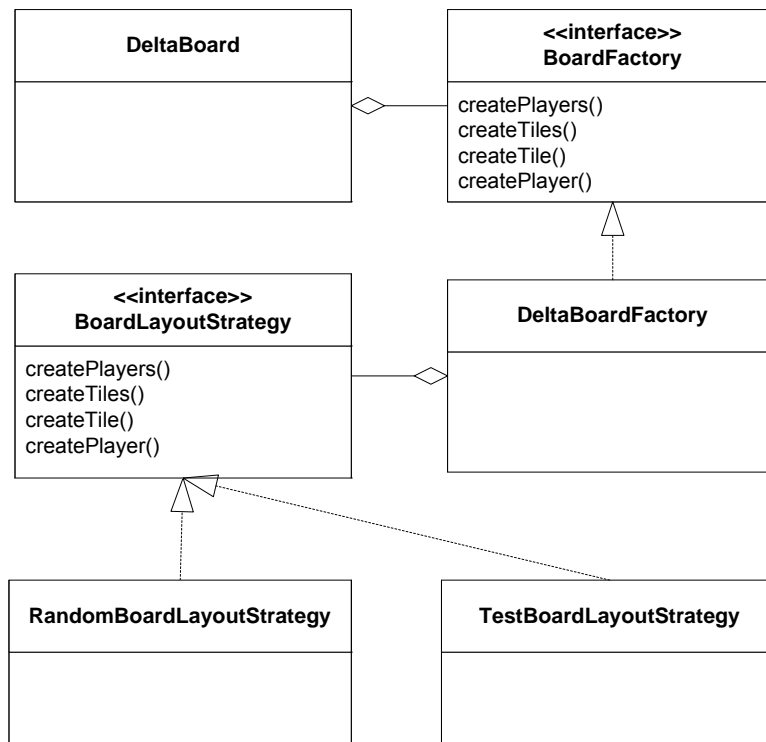 DeltaBoard
<<interface>>
BoardFactory
createPlayers()
createTiles()
createTile()
createPlayer()
<<interface>>
BoardLayoutStrategy
createPlayers()
createTiles()
createTile()
createPlayer()
DeltaBoardFactory
RandomBoardLayoutStrategy
TestBoardLayoutStrategy